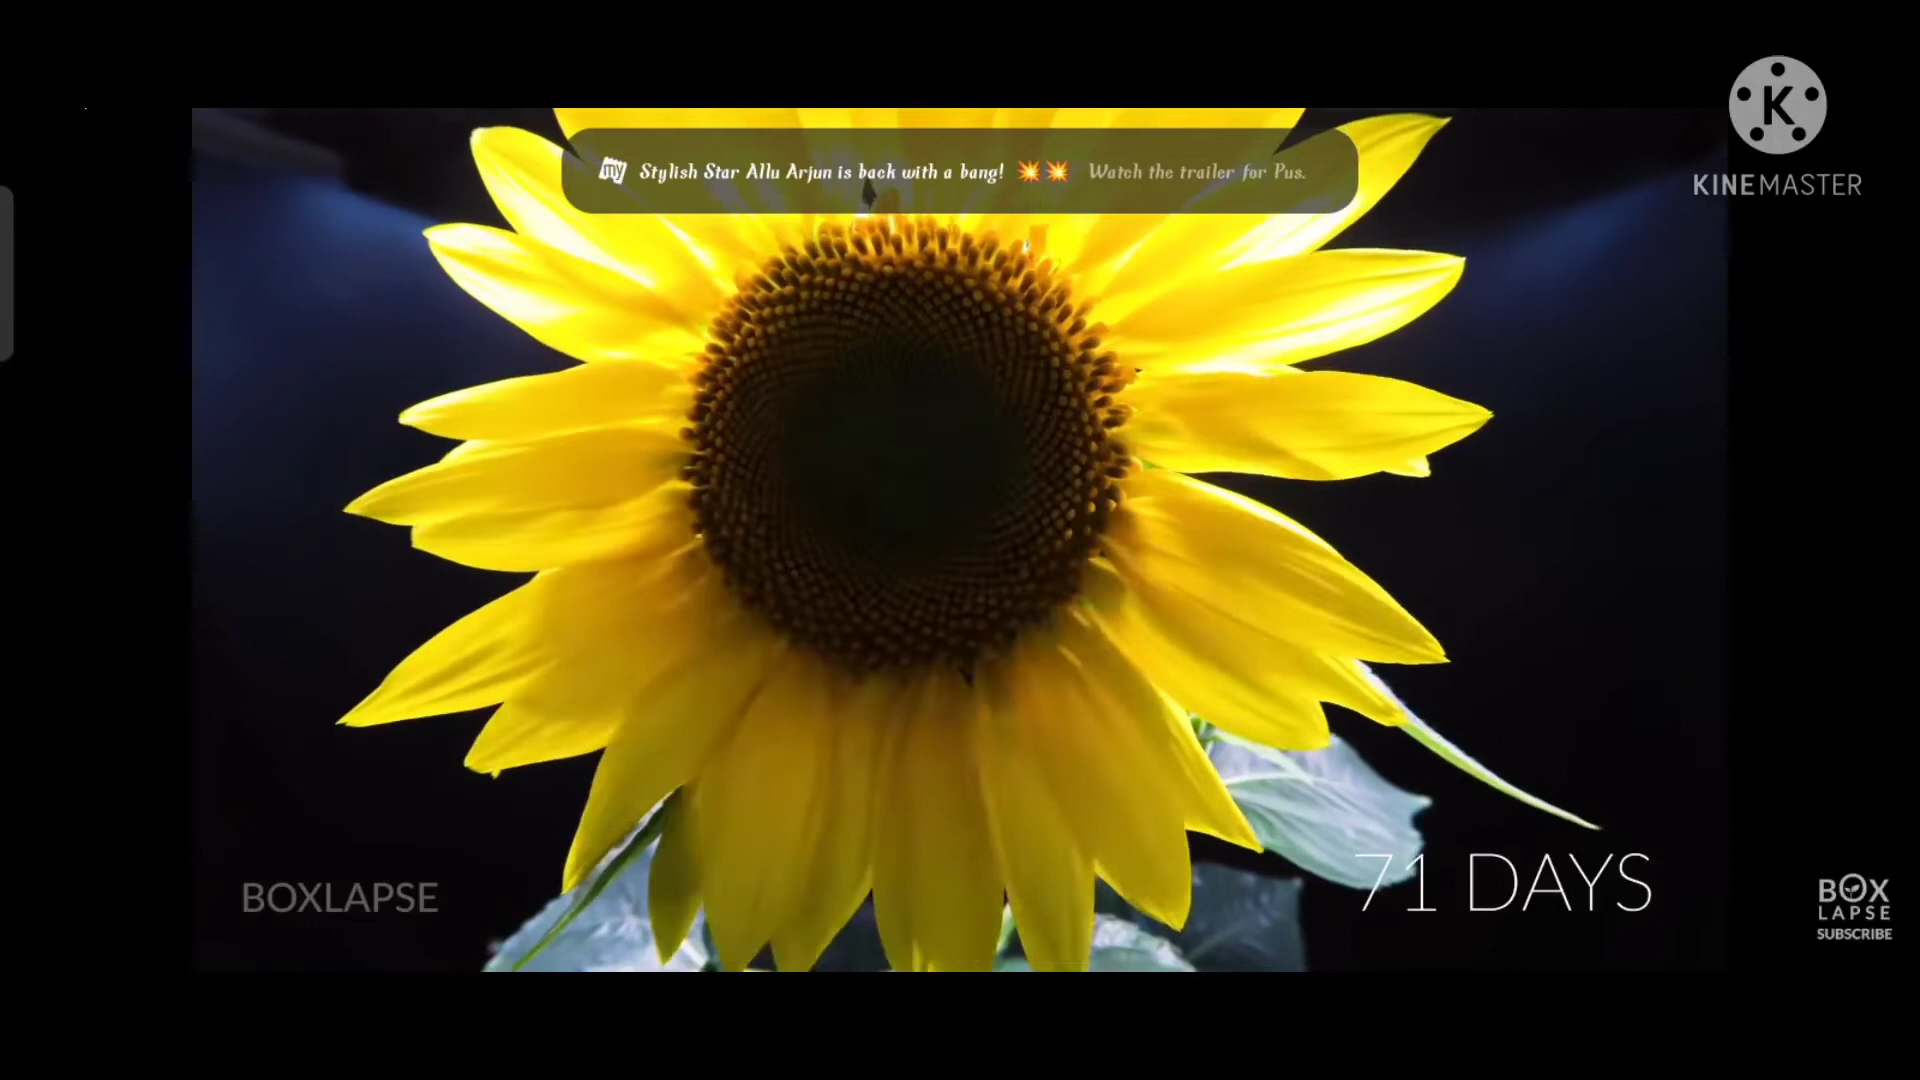 K
KINEMASTER
my Stylish Star Allu Arjun is back with a bang! 💥💥 Watch the trailer for Pus.
71 DAYS
BOXLAPSE
BOX
LAPSE
SUBSCRIBE